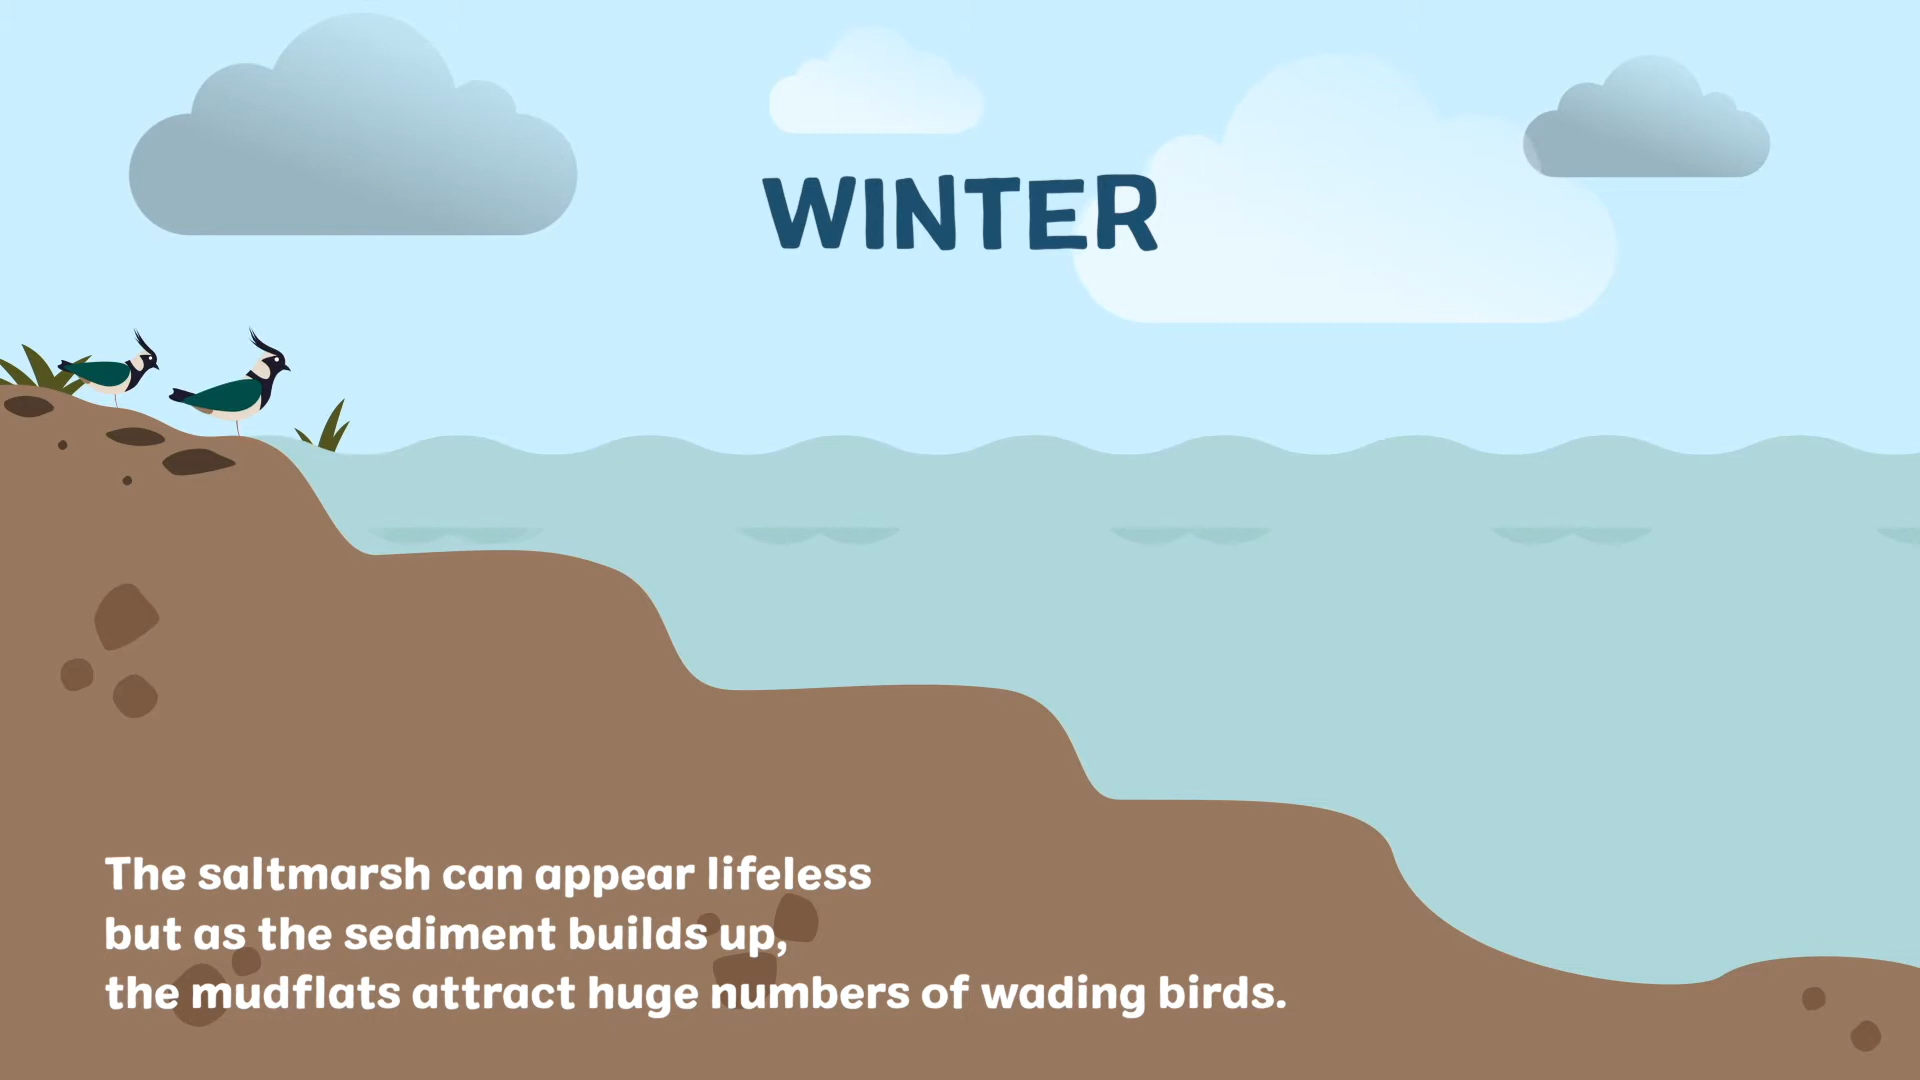 WINTER
The saltmarsh can appear lifeless
but as the sediment builds up,
the mudflats attract huge numbers of wading birds.